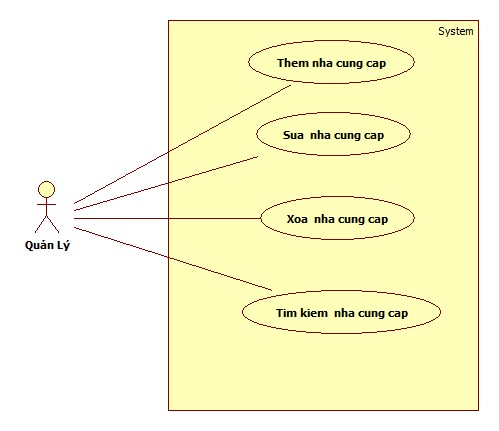 System
Them nha cung cap
Sua nha cung cap
Xoa nha cung cap
Quản Lý
Tim kiem nha cung cap